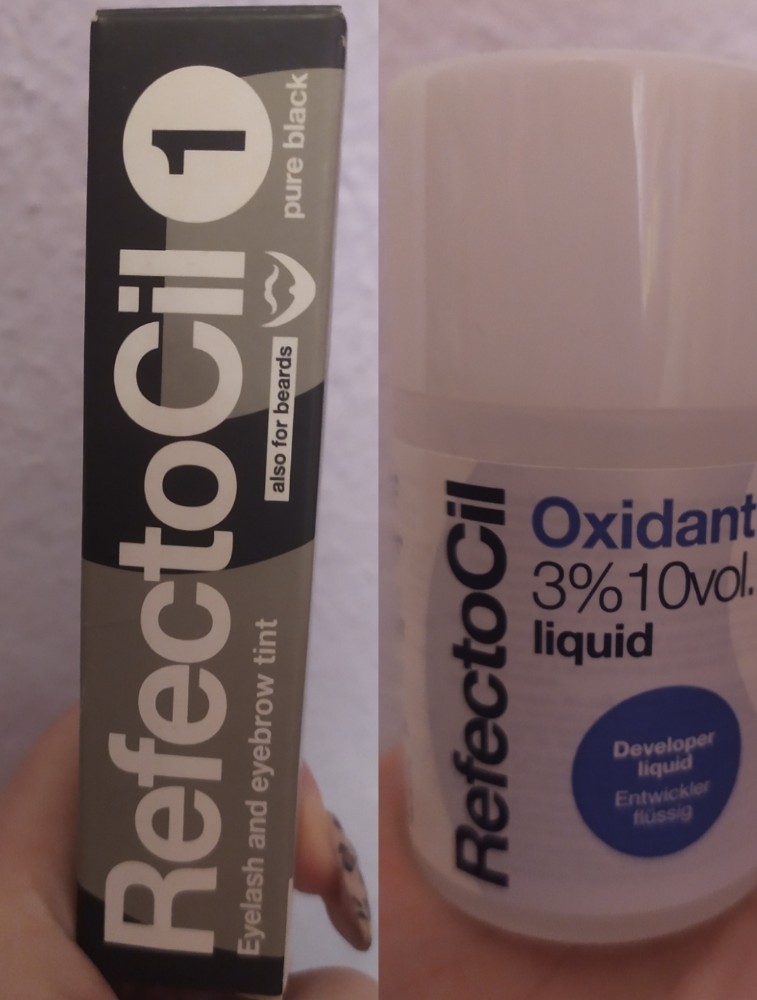 RefectoCil 1
Eyelash and eyebrow tint
also for beards
pure black
RefectoCil
Oxidant
3% 10vol.
liquid
Developer
liquid
Entwickler
flüssig